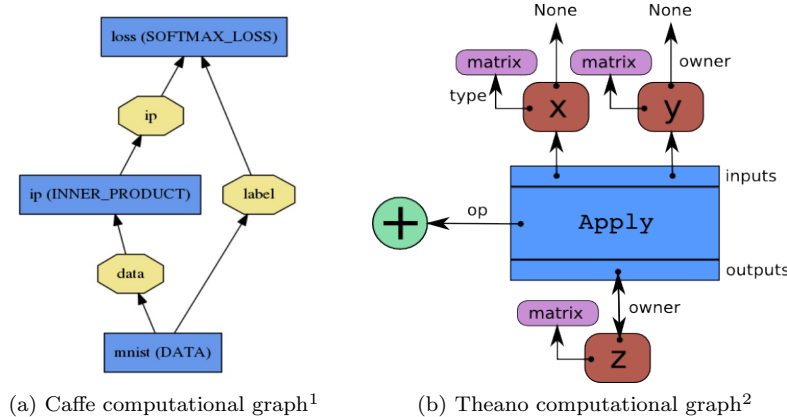 loss (SOFTMAX_LOSS)
ip
ip (INNER_PRODUCT)
label
data
mnist (DATA)
(a) Caffe computational graph1
None
None
matrix
matrix
owner
type
x
y
inputs
op
+
Apply
outputs
owner
matrix
z
(b) Theano computational graph2